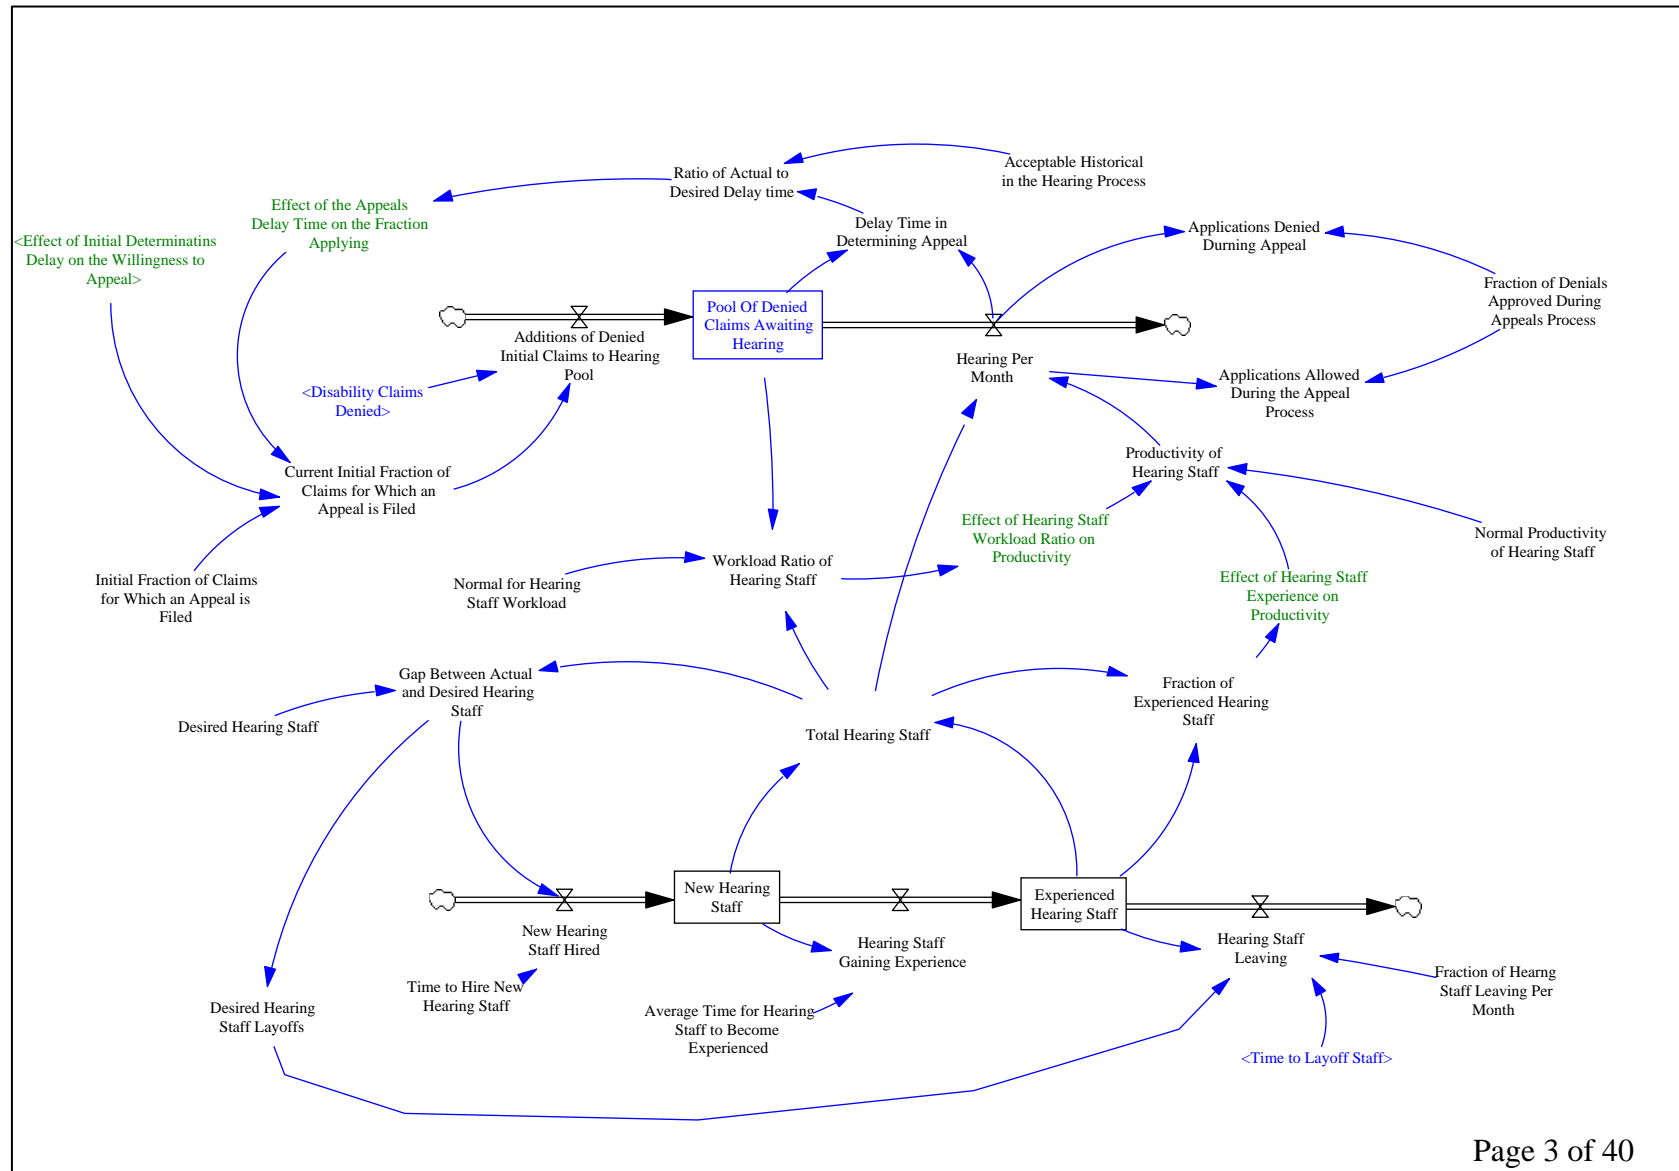 Acceptable Historical
in the Hearing Process
Ratio of Actual to
Desired Delay time
Effect of the Appeals
Delay Time on the Fraction
Applying
<Effect of Initial Determinatins
Delay on the Willingness to
Appeal>
Delay Time in
Determining Appeal
Applications Denied
Durning Appeal
Fraction of Denials
Approved During
Appeals Process
Pool Of Denied
Claims Awaiting
Hearing
Additions of Denied
Initial Claims to Hearing
Pool
Hearing Per
Month
<Disability Claims
Denied>
Applications Allowed
During the Appeal
Process
Current Initial Fraction of
Claims for Which an
Appeal is Filed
Productivity of
Hearing Staff
Effect of Hearing Staff
Workload Ratio on
Productivity
Normal Productivity
of Hearing Staff
Initial Fraction of Claims
for Which an Appeal is
Filed
Normal for Hearing
Staff Workload
Workload Ratio of
Hearing Staff
Effect of Hearing Staff
Experience on
Productivity
Gap Between Actual
and Desired Hearing
Staff
Desired Hearing Staff
Total Hearing Staff
Fraction of
Experienced Hearing
Staff
New Hearing
Staff
Experienced
Hearing Staff
New Hearing
Staff Hired
Hearing Staff
Gaining Experience
Hearing Staff
Leaving
Time to Hire New
Hearing Staff
Fraction of Hearng
Staff Leaving Per
Month
Desired Hearing
Staff Layoffs
Average Time for Hearing
Staff to Become
Experienced
<Time to Layoff Staff>
Page 3 of 40